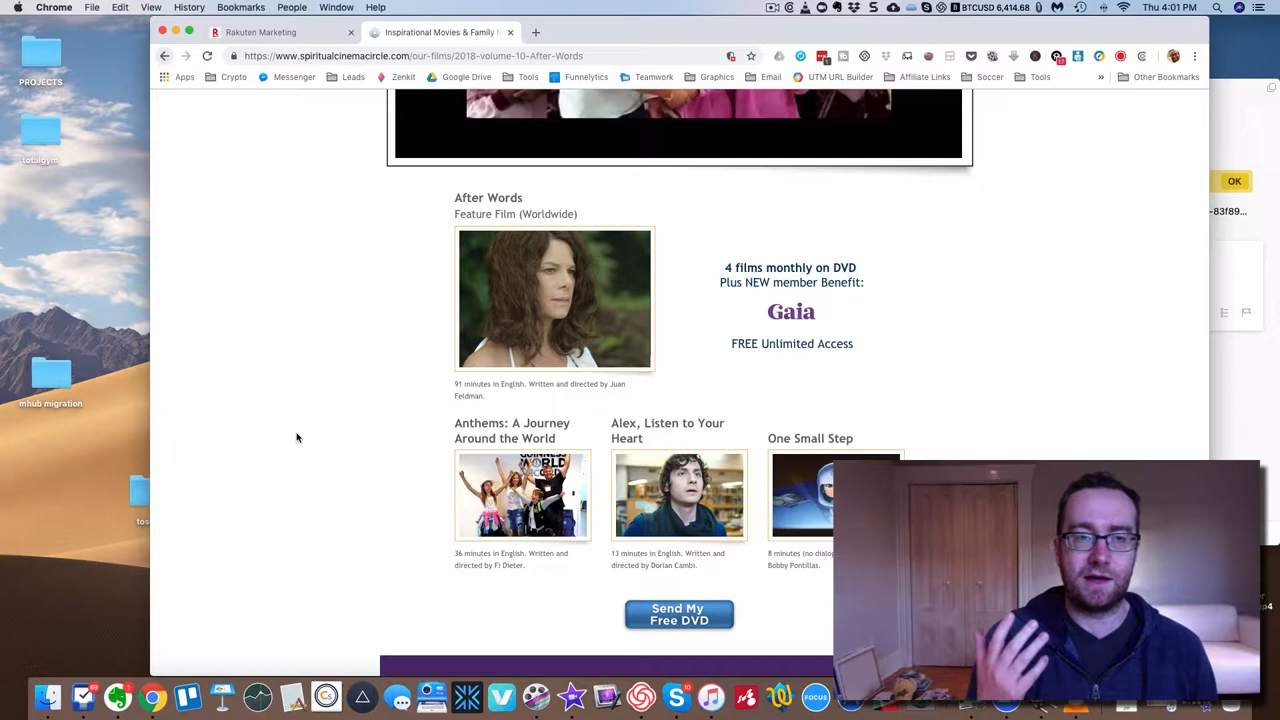 Chrome File Edit View History Bookmarks People Window Help
BTCUSD 6,414.68 Thu 4:01 PM
Rakuten Marketing
Inspirational Movies & Family
https://www.spiritualcinemacircle.com/our-films/2018-volume-10-After-Words
Apps Crypto Messenger Leads Zenkit Google Drive Tools Funnelytics Teamwork Graphics Email UTM URL Builder Affiliate Links Soccer Tools » Other Bookmarks
PROJECTS
totalgym
mhub migration
tos
OK
-83f89...
After Words
Feature Film (Worldwide)
91 minutes in English. Written and directed by Juan
Feldman.
4 films monthly on DVD
Plus NEW member Benefit:
Gaia
FREE Unlimited Access
Anthems: A Journey
Around the World
36 minutes in English. Written and
directed by Fi Dieter.
Alex, Listen to Your
Heart
13 minutes in English. Written and
directed by Dorian Cambi.
One Small Step
8 minutes (no
Bobby Pontillas.
Send My
Free DVD
FOCUS